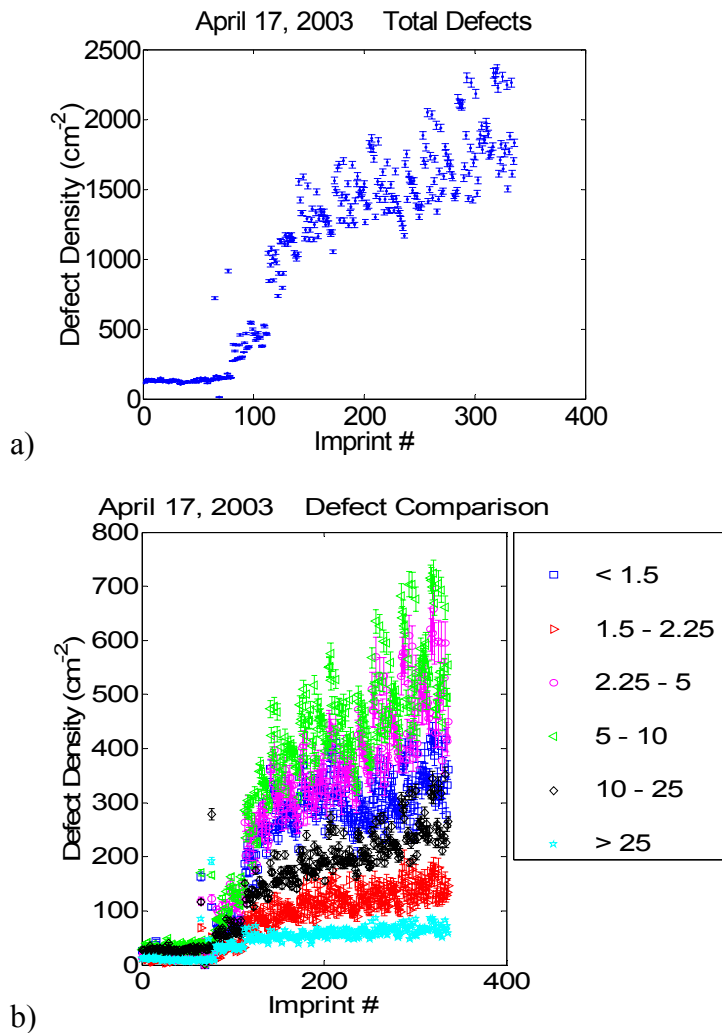 April 17, 2003 Total Defects
2500
2000
1500
1000
500
0
Defect Density (cm-2)
0 100 200 300 400
Imprint #
a)
April 17, 2003 Defect Comparison
800
700
600
500
400
300
200
100
0
Defect Density (cm-2)
0 200 400
Imprint #
< 1.5
1.5 - 2.25
2.25 - 5
5 - 10
10 - 25
> 25
b)